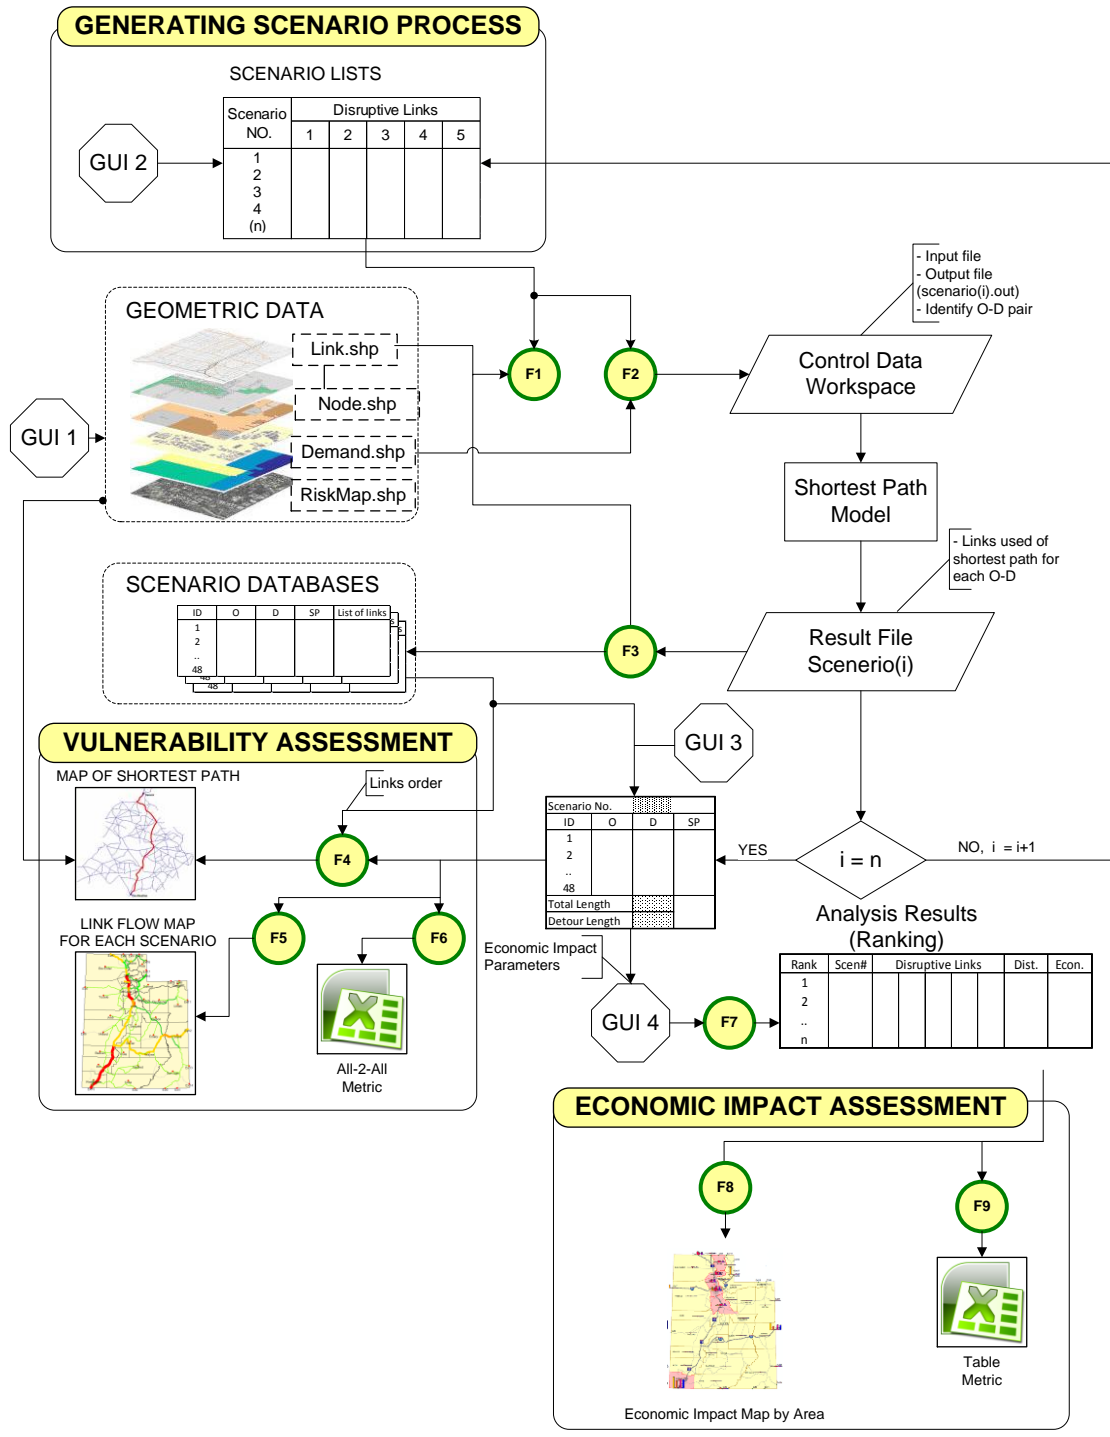 GENERATING SCENARIO PROCESS
SCENARIO LISTS
Scenario NO. Disruptive Links
1 2 3 4 5
1
2
3
4
(n)
GUI 2
- Input file
- Output file
(scenario(i).out)
- Identify O-D pair
GEOMETRIC DATA
Link.shp
Node.shp
Demand.shp
RiskMap.shp
GUI 1
F1
F2
Control Data
Workspace
Shortest Path
Model
- Links used of
shortest path for
each O-D
SCENARIO DATABASES
ID O D SP List of links
1
2
..
48
48
48
s
s
F3
Result File
Scenerio(i)
GUI 3
VULNERABILITY ASSESSMENT
MAP OF SHORTEST PATH
Links order
F4
Scenario No.
ID O D SP
1
2
..
48
Total Length
Detour Length
YES
i = n
NO, i = i+1
LINK FLOW MAP
FOR EACH SCENARIO
F5
F6
All-2-All
Metric
Economic Impact
Parameters
GUI 4
F7
Analysis Results
(Ranking)
Rank Scen# Disruptive Links Dist. Econ.
1
2
..
n
ECONOMIC IMPACT ASSESSMENT
F8
F9
Economic Impact Map by Area
Table
Metric